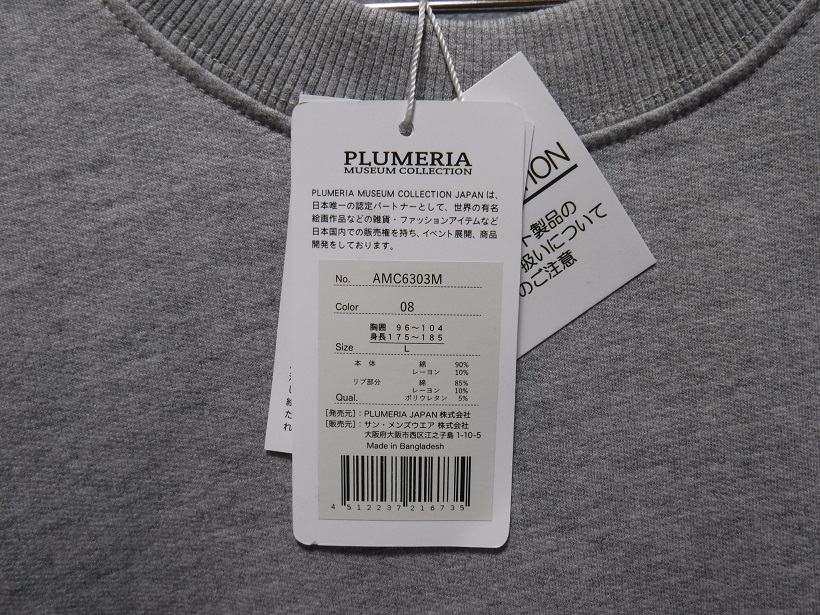 PLUMERIA
MUSEUM COLLECTION
PLUMERIA MUSEUM COLLECTION JAPAN は、
日本唯一の認定パートナーとして、世界の有名
絵画作品などの雑貨・ファッションアイテムなど
日本国内での販売権を持ち、イベント展開、商品
開発をしております。
No. AMC6303M
Color 08
胸囲 96～104
身長175～185
Size L
本体 綿 90%
レーヨン 10%
リブ部分 綿 85%
レーヨン 10%
Qual. ポリウレタン 5%
[発売元]：PLUMERIA JAPAN 株式会社
[販売元]：サン・メンズウエア 株式会社
大阪府大阪市西区江之子島 1-10-5
Made in Bangladesh
4 512237 216735
TION
ト製品の
扱いについて
のご注意
た
れ